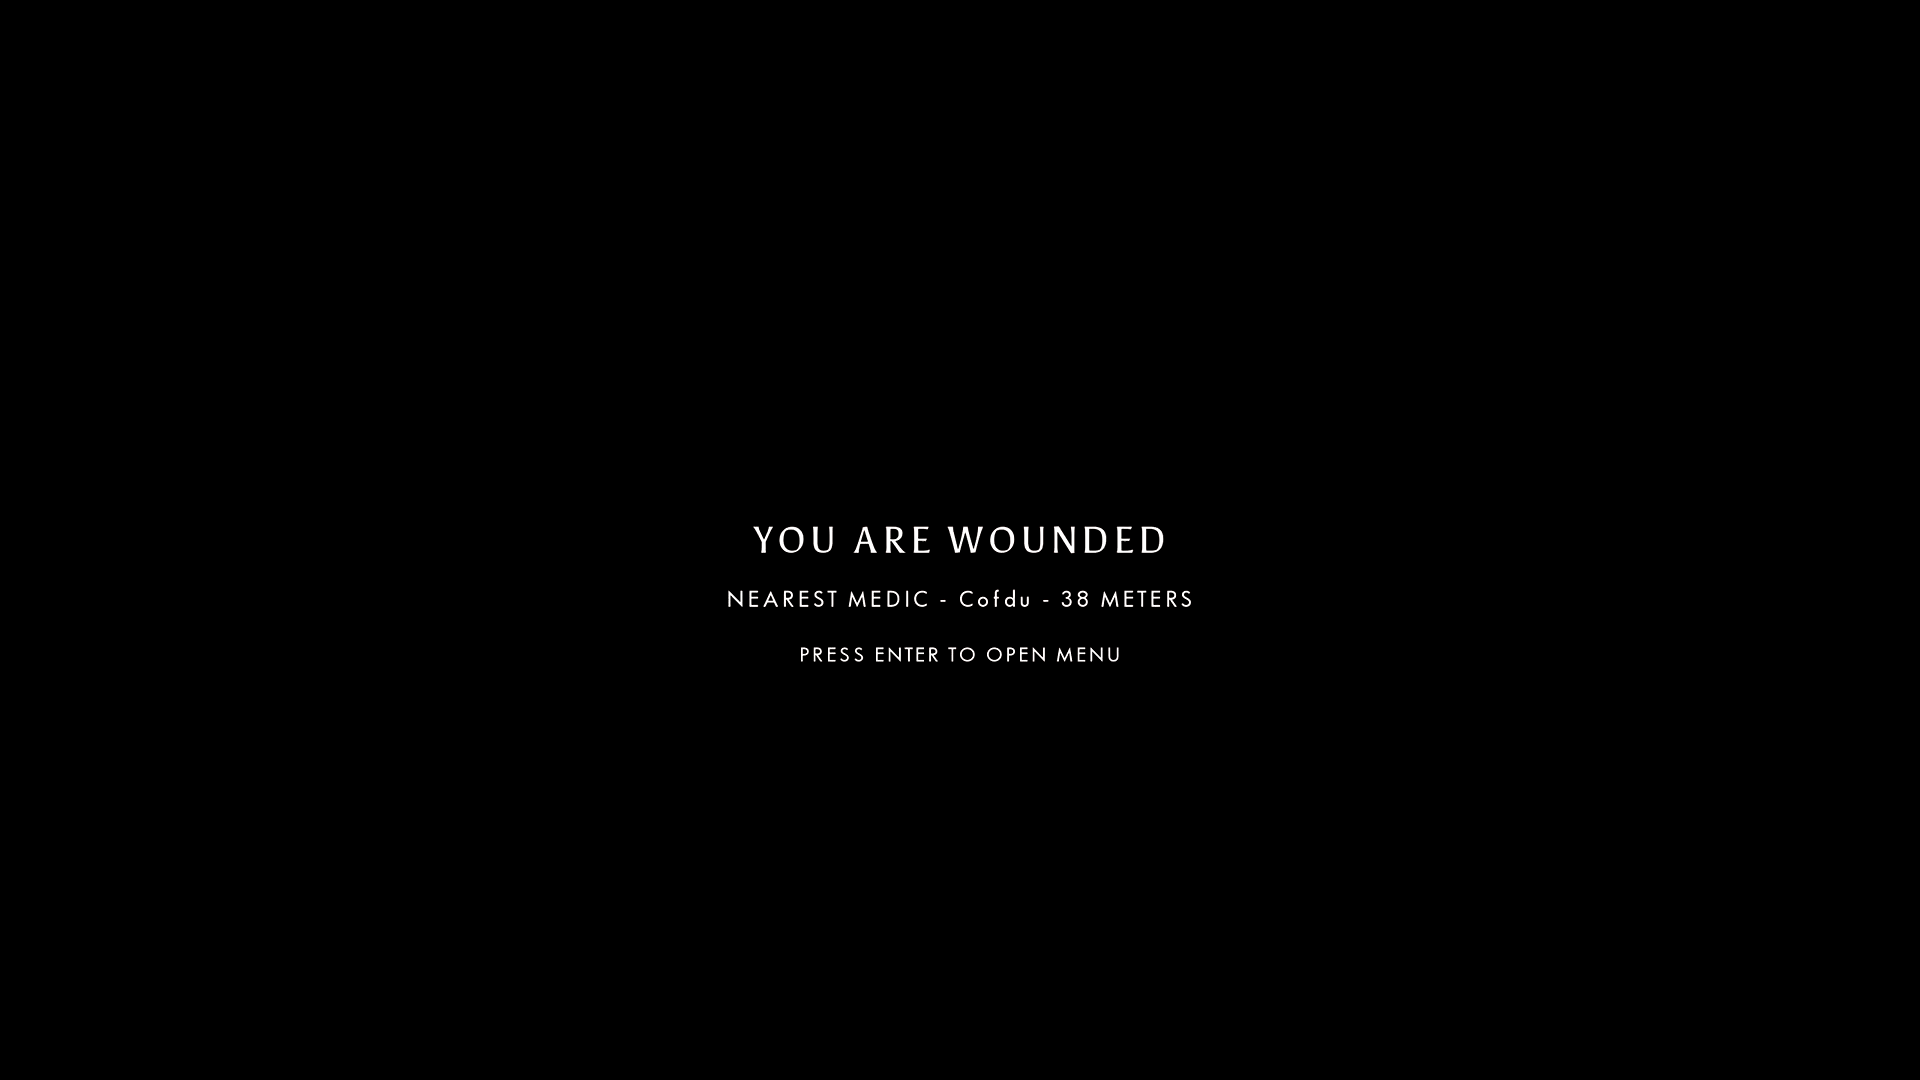 YOU ARE WOUNDED
NEAREST MEDIC - Cofdu - 38 METERS
PRESS ENTER TO OPEN MENU